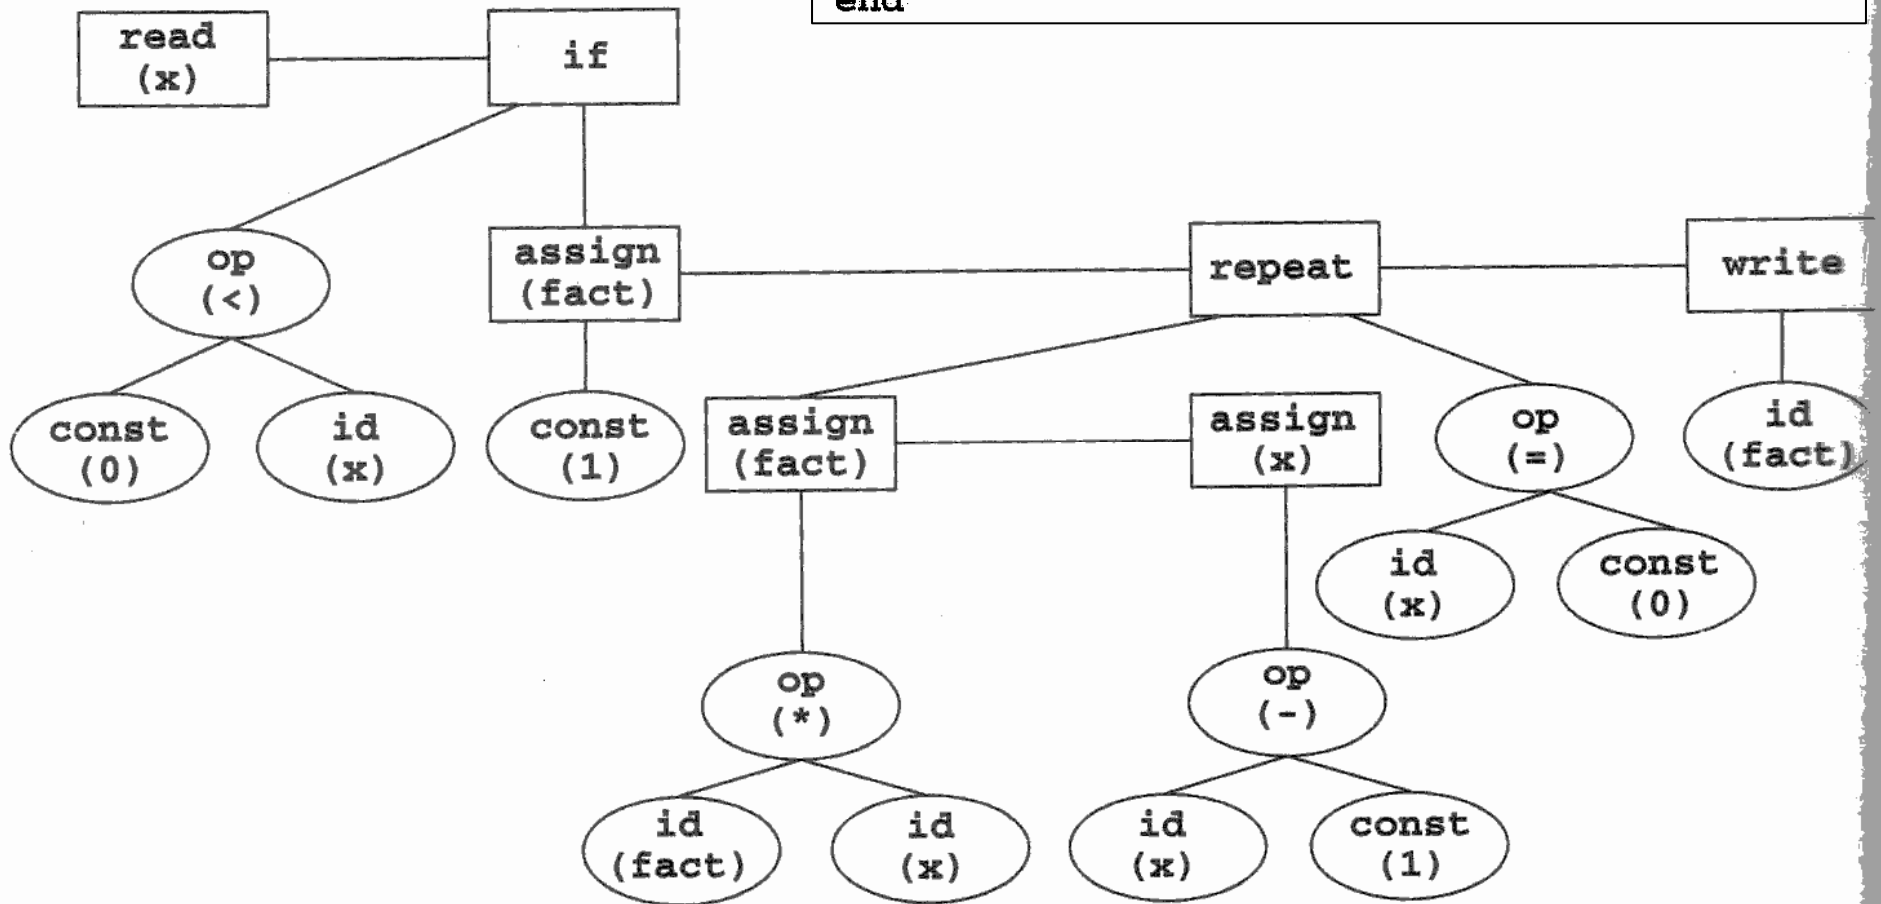 end
read
(x)
if
op
(<)
assign
(fact)
repeat
write
const
(0)
id
(x)
const
(1)
assign
(fact)
assign
(x)
op
(=)
id
(fact)
id
(x)
const
(0)
op
(*)
op
(-)
id
(fact)
id
(x)
id
(x)
const
(1)